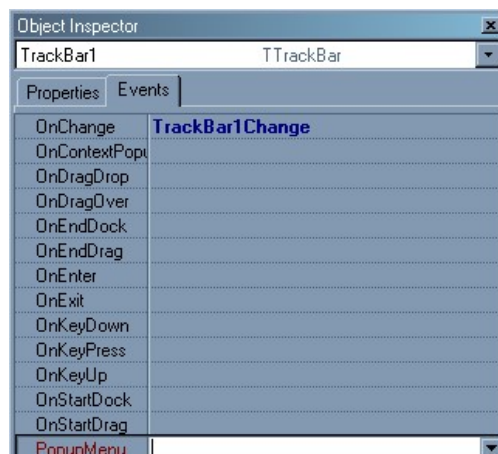 Object Inspector
TrackBar1 TTrackBar
Properties Events
OnChange TrackBar1Change
OnContextPopu
OnDragDrop
OnDragOver
OnEndDock
OnEndDrag
OnEnter
OnExit
OnKeyDown
OnKeyPress
OnKeyUp
OnStartDock
OnStartDrag
PopupMenu